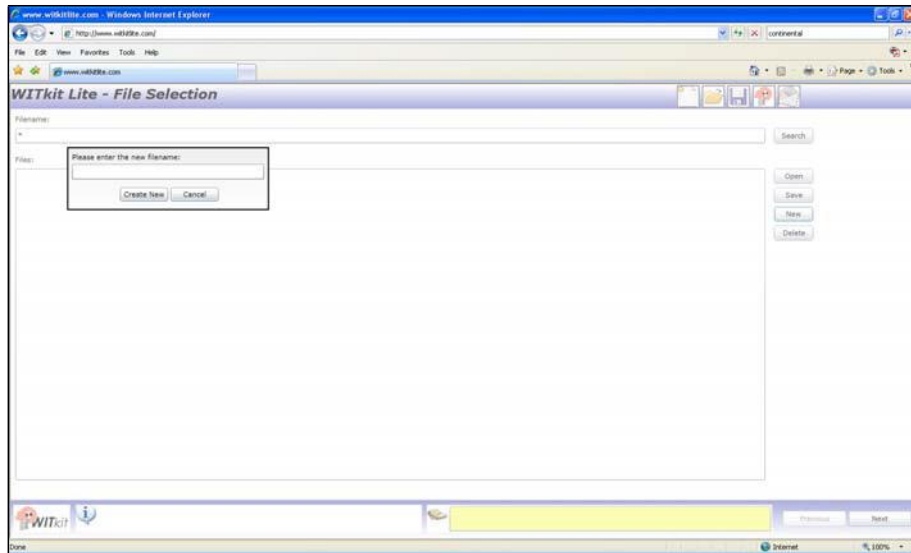 www.witkitlite.com - Windows Internet Explorer
http://www.witkitlite.com/
continental
File Edit View Favorites Tools Help
www.witkitlite.com
Page Tools
WITkit Lite - File Selection
Filename:
*
Search
Files:
Please enter the new filename:
Create New Cancel
Open
Save
New
Delete
WITkit
Previous Next
Done Internet 100%